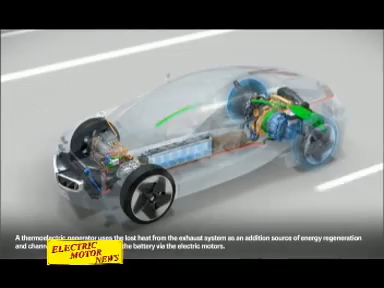 A thermoelectric generator uses the lost heat from the exhaust system as an addition source of energy regeneration
and chann the battery via the electric motors.
ELECTRIC
MOTOR
NEWS